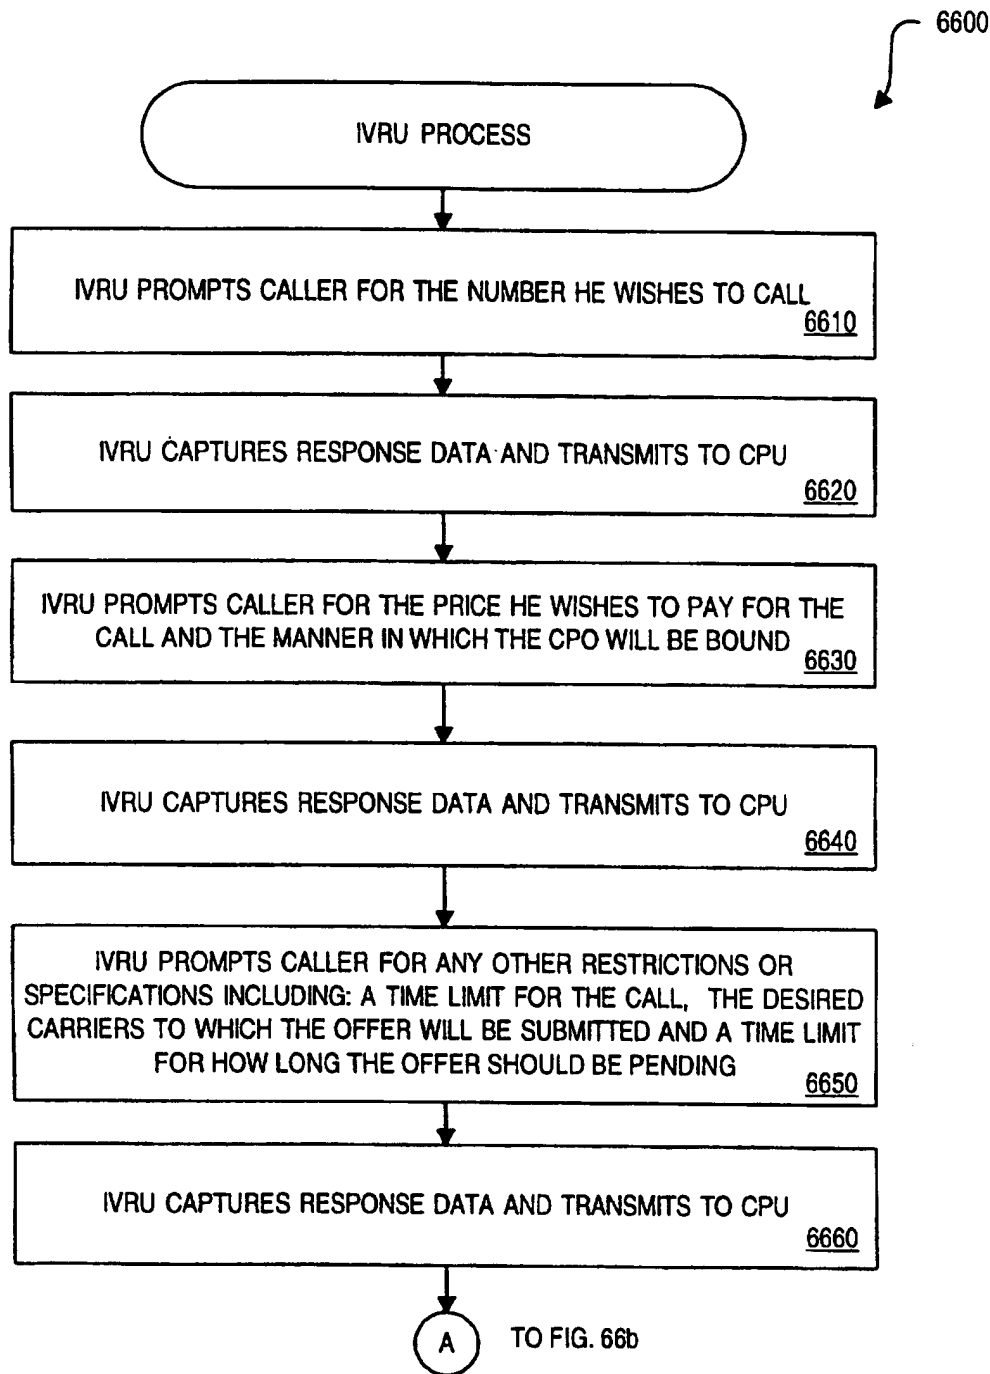 6600
IVRU PROCESS
IVRU PROMPTS CALLER FOR THE NUMBER HE WISHES TO CALL
6610
IVRU CAPTURES RESPONSE DATA AND TRANSMITS TO CPU
6620
IVRU PROMPTS CALLER FOR THE PRICE HE WISHES TO PAY FOR THE
CALL AND THE MANNER IN WHICH THE CPO WILL BE BOUND
6630
IVRU CAPTURES RESPONSE DATA AND TRANSMITS TO CPU
6640
IVRU PROMPTS CALLER FOR ANY OTHER RESTRICTIONS OR
SPECIFICATIONS INCLUDING: A TIME LIMIT FOR THE CALL, THE DESIRED
CARRIERS TO WHICH THE OFFER WILL BE SUBMITTED AND A TIME LIMIT
FOR HOW LONG THE OFFER SHOULD BE PENDING
6650
IVRU CAPTURES RESPONSE DATA AND TRANSMITS TO CPU
6660
A TO FIG. 66b